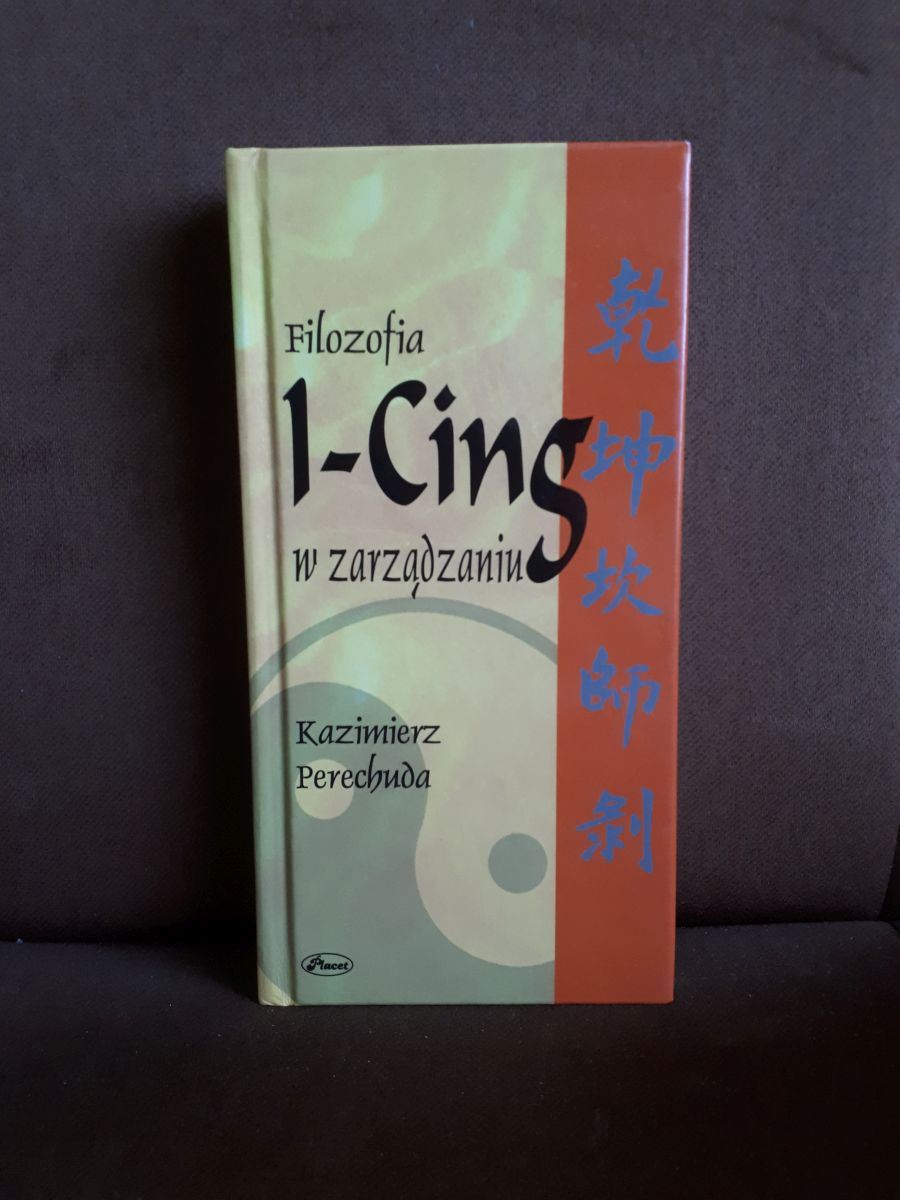 Filozofia
I-Cing
w zarządzaniu
Kazimierz
Perechuda
Placet
乾
坤
坎
師
剝